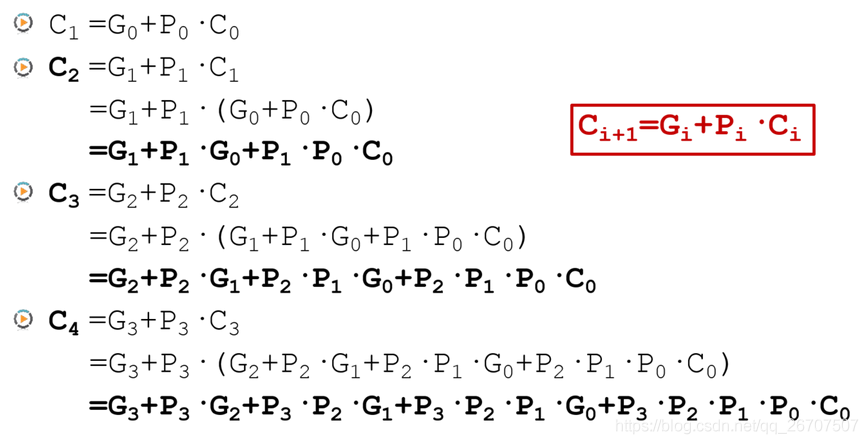 C₁ =G₀+P₀ ·C₀
C₂ =G₁+P₁ ·C₁
=G₁+P₁ ·(G₀+P₀ ·C₀)
=G₁+P₁ ·G₀+P₁ ·P₀ ·C₀
Cᵢ₊₁=Gᵢ+Pᵢ ·Cᵢ
C₃ =G₂+P₂ ·C₂
=G₂+P₂ ·(G₁+P₁ ·G₀+P₁ ·P₀ ·C₀)
=G₂+P₂ ·G₁+P₂ ·P₁ ·G₀+P₂ ·P₁ ·P₀ ·C₀
C₄ =G₃+P₃ ·C₃
=G₃+P₃ ·(G₂+P₂ ·G₁+P₂ ·P₁ ·G₀+P₂ ·P₁ ·P₀ ·C₀)
=G₃+P₃ ·G₂+P₃ ·P₂ ·G₁+P₃ ·P₂ ·P₁ ·G₀+P₃ ·P₂ ·P₁ ·P₀ ·C₀
https://blog.csdn.net/qq_26707507